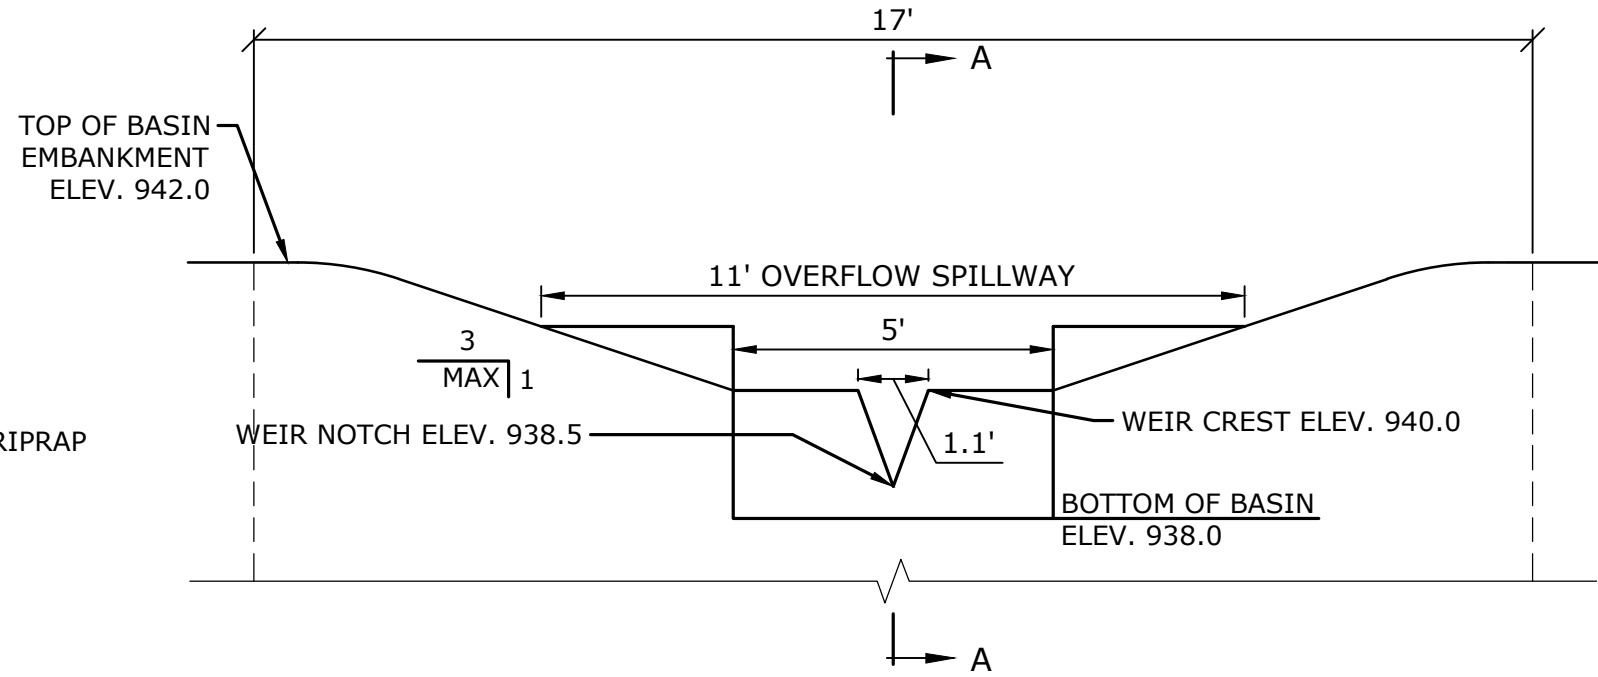 17'
A
TOP OF BASIN
EMBANKMENT
ELEV. 942.0
11' OVERFLOW SPILLWAY
5'
3
MAX 1
WEIR CREST ELEV. 940.0
RIPRAP
WEIR NOTCH ELEV. 938.5
1.1'
BOTTOM OF BASIN
ELEV. 938.0
A